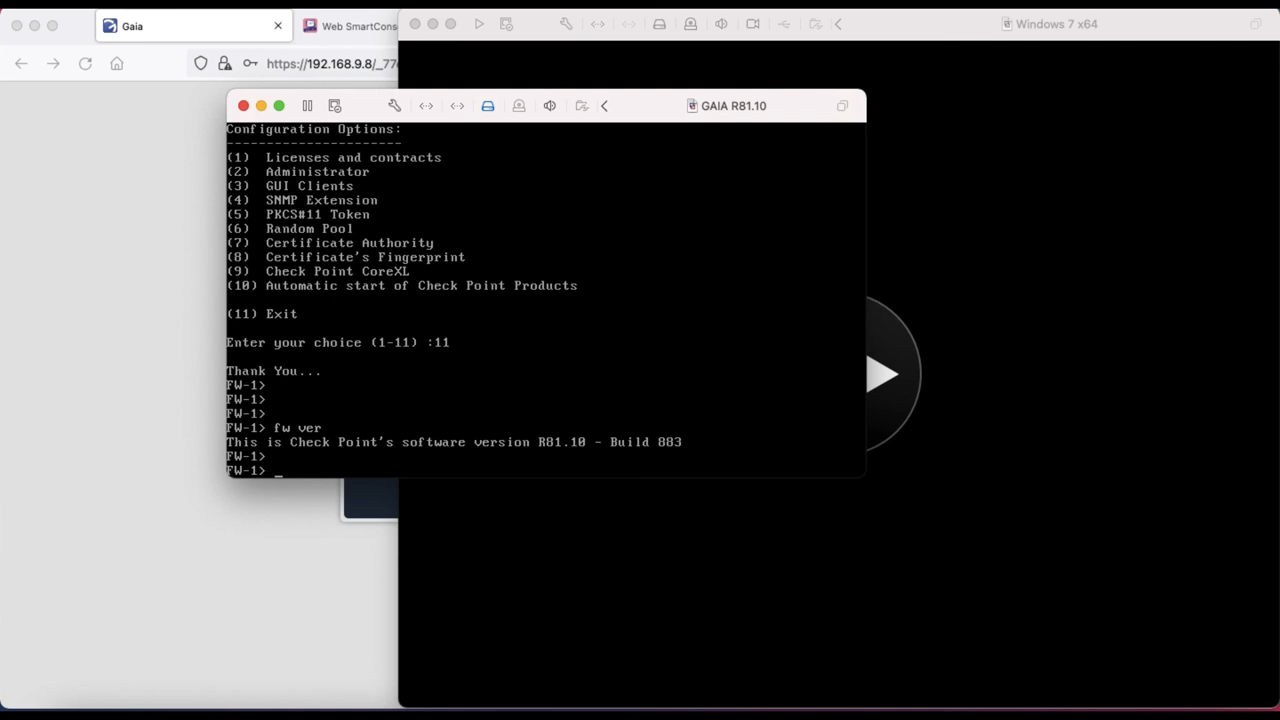 Gaia
Web SmartCons
Windows 7 x64
https://192.168.9.8/_77
GAIA R81.10
Configuration Options:
----------------------
(1) Licenses and contracts
(2) Administrator
(3) GUI Clients
(4) SNMP Extension
(5) PKCS#11 Token
(6) Random Pool
(7) Certificate Authority
(8) Certificate's Fingerprint
(9) Check Point CoreXL
(10) Automatic start of Check Point Products
(11) Exit
Enter your choice (1-11) :11
Thank You...
FW-1>
FW-1>
FW-1>
FW-1> fw ver
This is Check Point's software version R81.10 - Build 883
FW-1>
FW-1> _